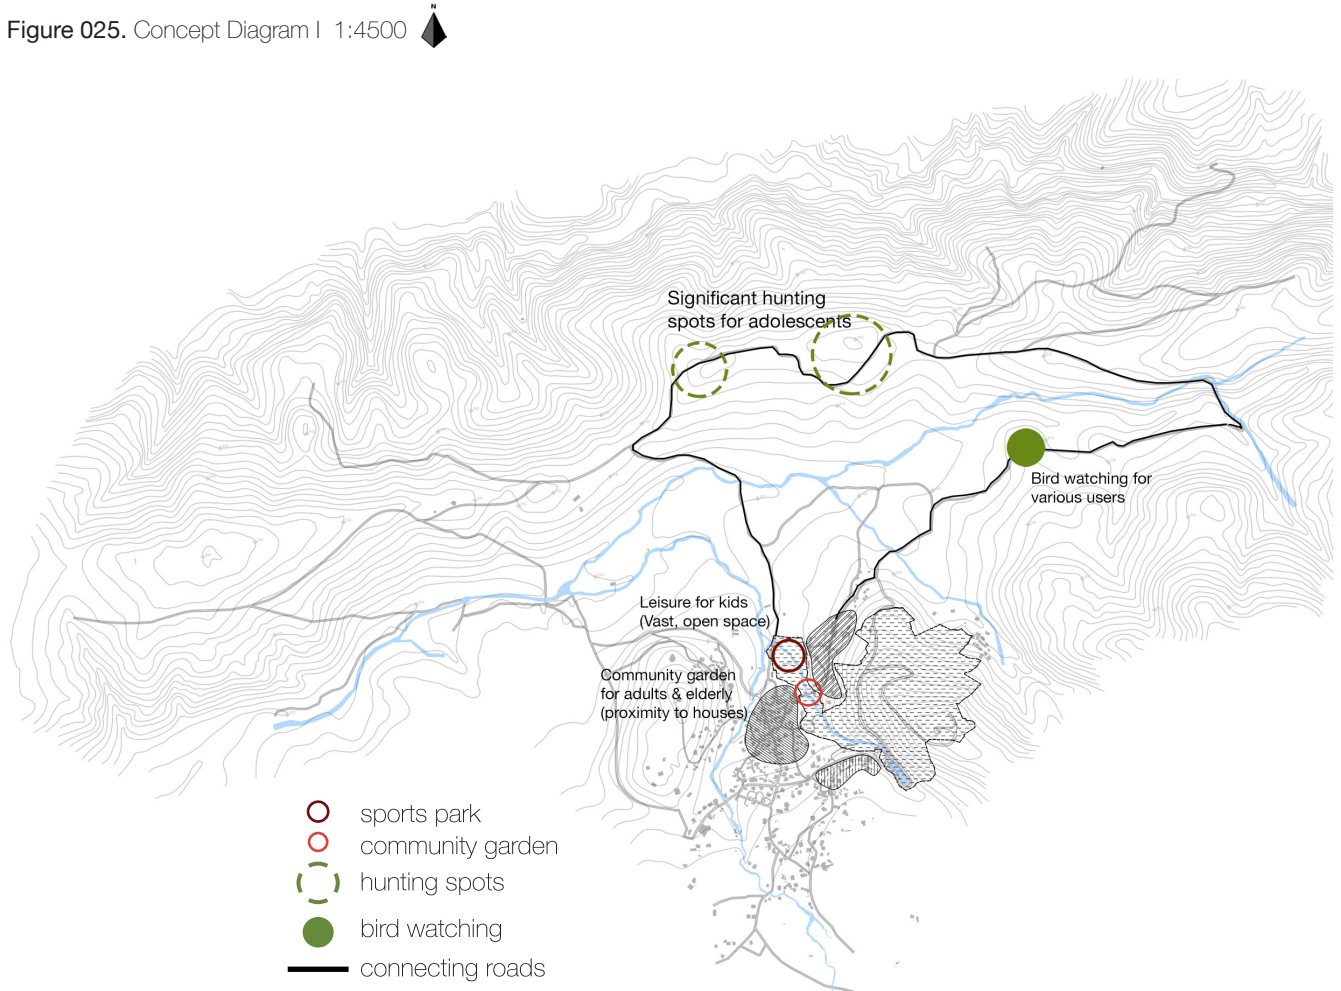 N
Figure 025. Concept Diagram I 1:4500
Significant hunting
spots for adolescents
Bird watching for
various users
Leisure for kids
(Vast, open space)
Community garden
for adults & elderly
(proximity to houses)
sports park
community garden
hunting spots
bird watching
connecting roads